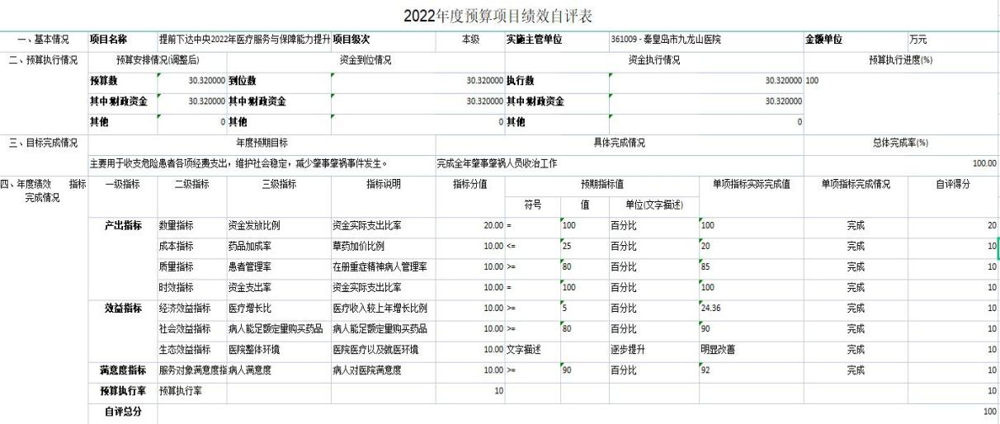 2022年度预算项目绩效自评表
一、基本情况 项目名称 提前下达中央2022年医疗服务与保障能力提升 项目级次 本级 实施主管单位 361009 - 秦皇岛市九龙山医院 金额单位 万元
二、预算执行情况 预算安排情况(调整后) 资金到位情况 资金执行情况 预算执行进度(%)
预算数 30.320000 到位数 30.320000 执行数 30.320000 100
其中:财政资金 30.320000 其中:财政资金 30.320000 其中:财政资金 30.320000
其他 0 其他 0 其他 0
三、目标完成情况 年度预期目标 具体完成情况 总体完成率(%)
主要用于收支危险患者各项经费支出，维护社会稳定，减少肇事肇祸事件发生。 完成全年肇事肇祸人员收治工作 100.00
四、年度绩效 指标 一级指标 二级指标 三级指标 指标说明 指标分值 预期指标值 单项指标实际完成值 单项指标完成情况 自评得分
完成情况 符号 值 单位(文字描述)
产出指标 数量指标 资金发放比例 资金实际支出比率 20.00 = 100 百分比 100 完成 20
成本指标 药品加成率 草药加价比例 10.00 <= 25 百分比 20 完成 10
质量指标 患者管理率 在册重症精神病人管理率 10.00 >= 80 百分比 85 完成 10
时效指标 资金支出率 资金实际支出比率 10.00 = 100 百分比 100 完成 10
效益指标 经济效益指标 医疗增长比 医疗收入较上年增长比例 10.00 >= 5 百分比 24.36 完成 10
社会效益指标 病人能足额定量购买药品 病人能足额定量购买药品 10.00 >= 80 百分比 90 完成 10
生态效益指标 医院整体环境 医院医疗以及就医环境 10.00 文字描述 逐步提升 明显改善 完成 10
满意度指标 服务对象满意度指 病人满意度 病人对医院满意度 10.00 >= 90 百分比 92 完成 10
预算执行率 预算执行率 10 10
自评总分 100